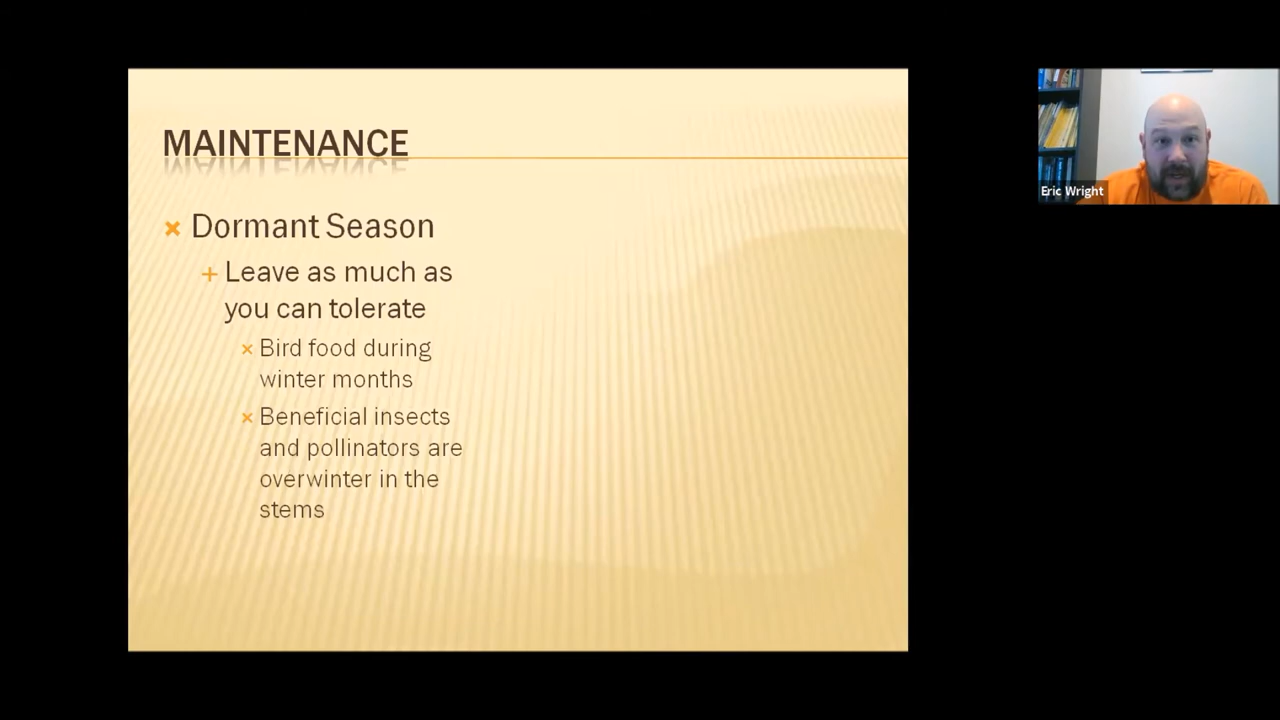 MAINTENANCE
Dormant Season
Leave as much as
you can tolerate
Bird food during
winter months
Beneficial insects
and pollinators are
overwinter in the
stems
Eric Wright